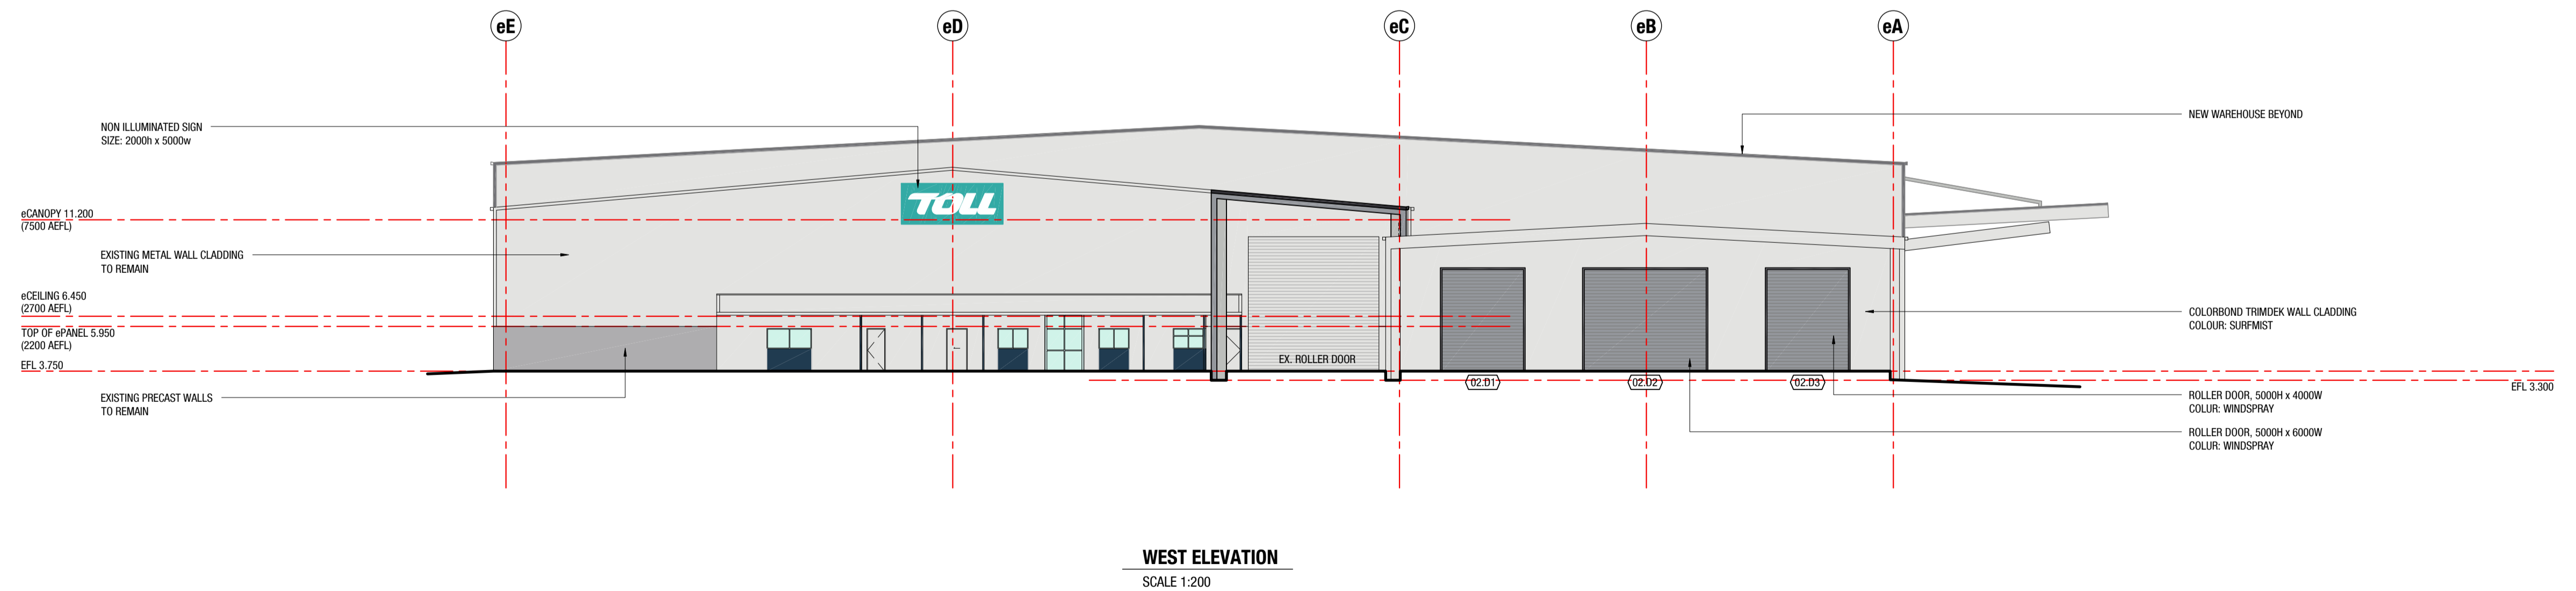 eE
eD
eC
eB
eA
NON ILLUMINATED SIGN
SIZE: 2000h x 5000w
NEW WAREHOUSE BEYOND
TOLL
eCANOPY 11.200
(7500 AEFL)
EXISTING METAL WALL CLADDING
TO REMAIN
eCEILING 6.450
(2700 AEFL)
TOP OF ePANEL 5.950
(2200 AEFL)
EFL 3.750
COLORBOND TRIMDEK WALL CLADDING
COLOUR: SURFMIST
EX. ROLLER DOOR
02.D1
02.D2
02.D3
EFL 3.300
EXISTING PRECAST WALLS
TO REMAIN
ROLLER DOOR, 5000H x 4000W
COLUR: WINDSPRAY
ROLLER DOOR, 5000H x 6000W
COLUR: WINDSPRAY
WEST ELEVATION
SCALE 1:200